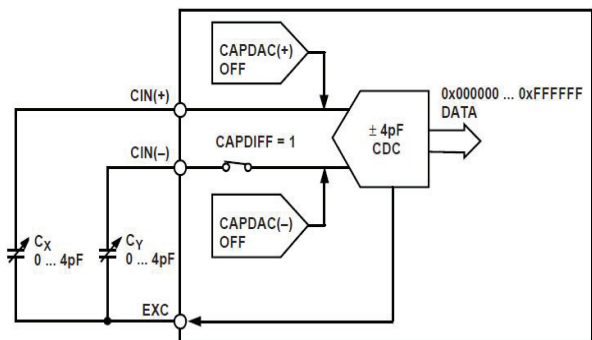 CAPDAC(+)
OFF
CIN(+)
0x000000 ... 0xFFFFFF
DATA
± 4pF
CDC
CIN(–)
CAPDIFF = 1
CAPDAC(–)
OFF
CX
0 ... 4pF
CY
0 ... 4pF
EXC